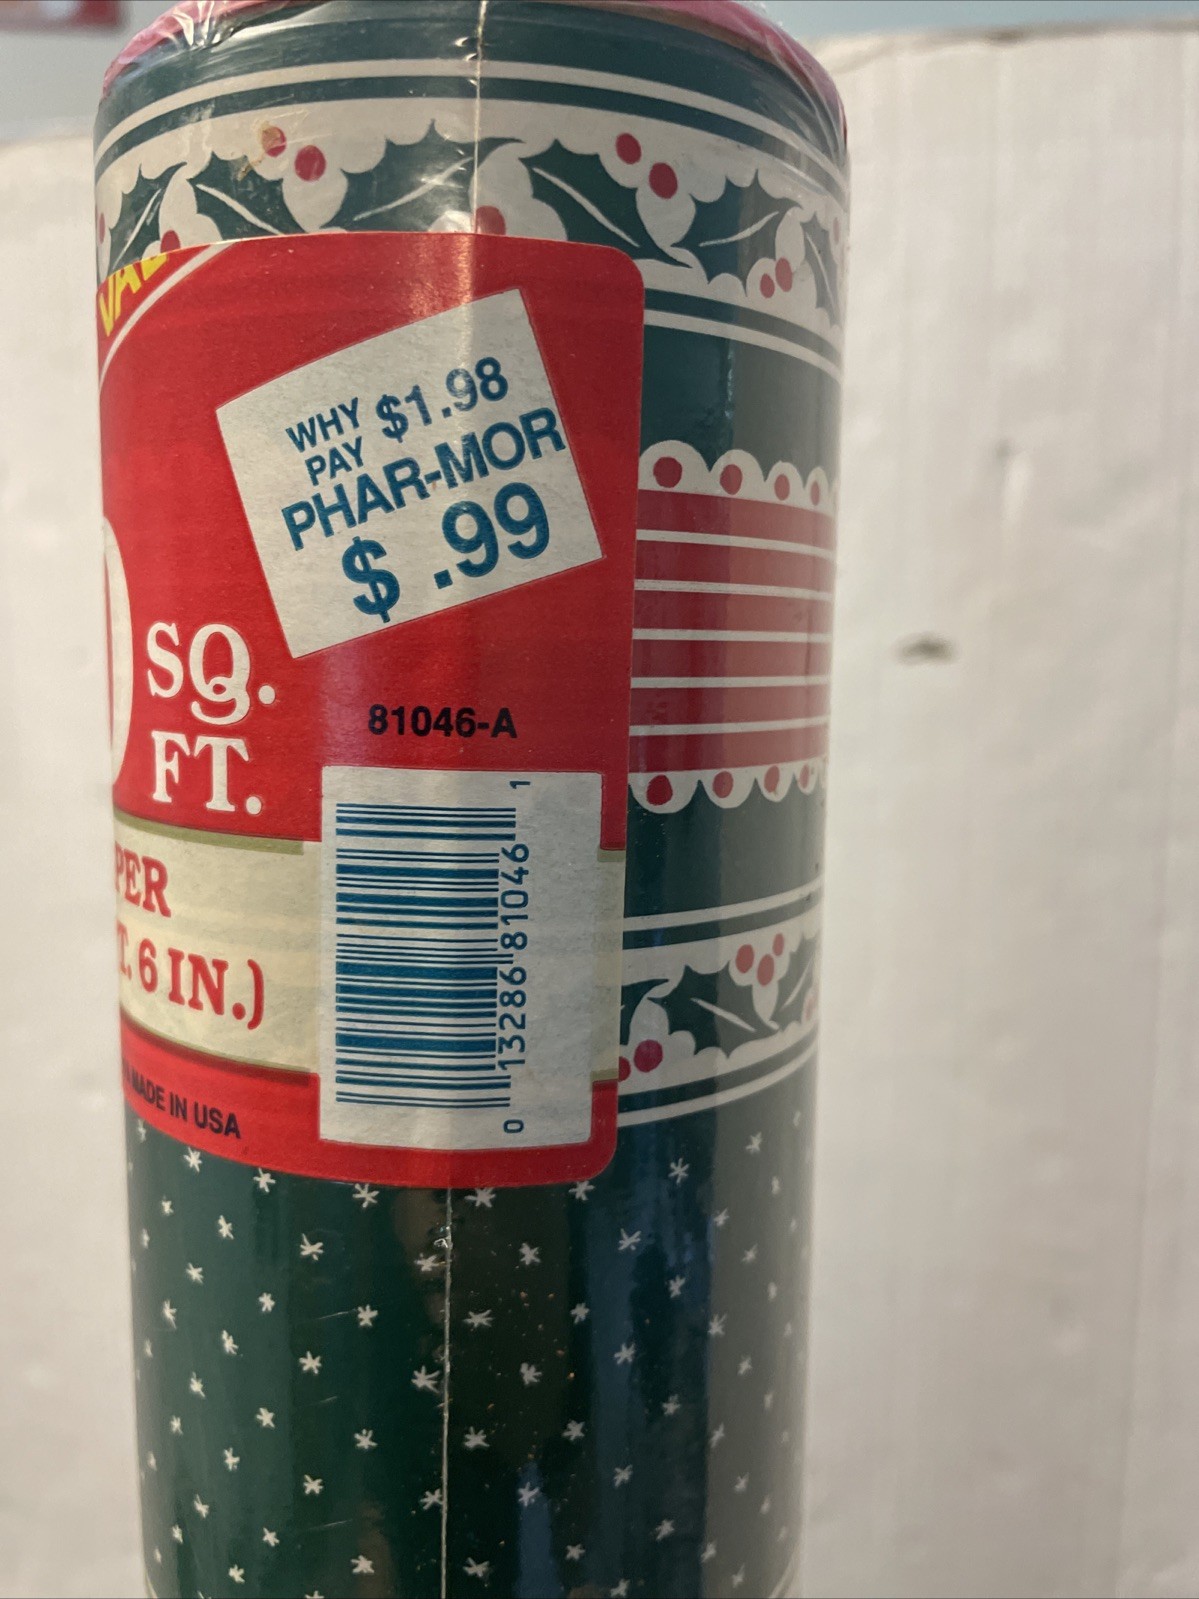 WHY
PAY $1.98
PHAR-MOR
$ .99
SQ.
FT.
81046-A
6 IN.)
MADE IN USA
0 13286 81046 1